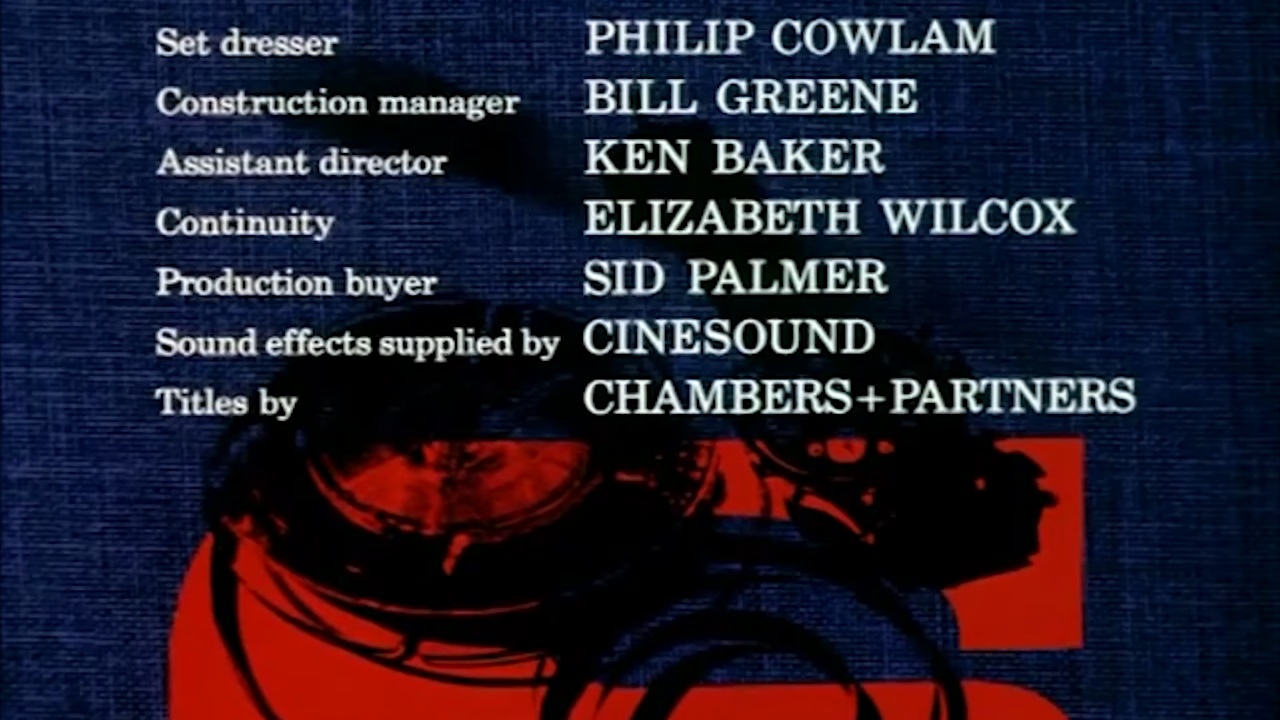 Set dresser PHILIP COWLAM
Construction manager BILL GREENE
Assistant director KEN BAKER
Continuity ELIZABETH WILCOX
Production buyer SID PALMER
Sound effects supplied by CINESOUND
Titles by CHAMBERS+PARTNERS